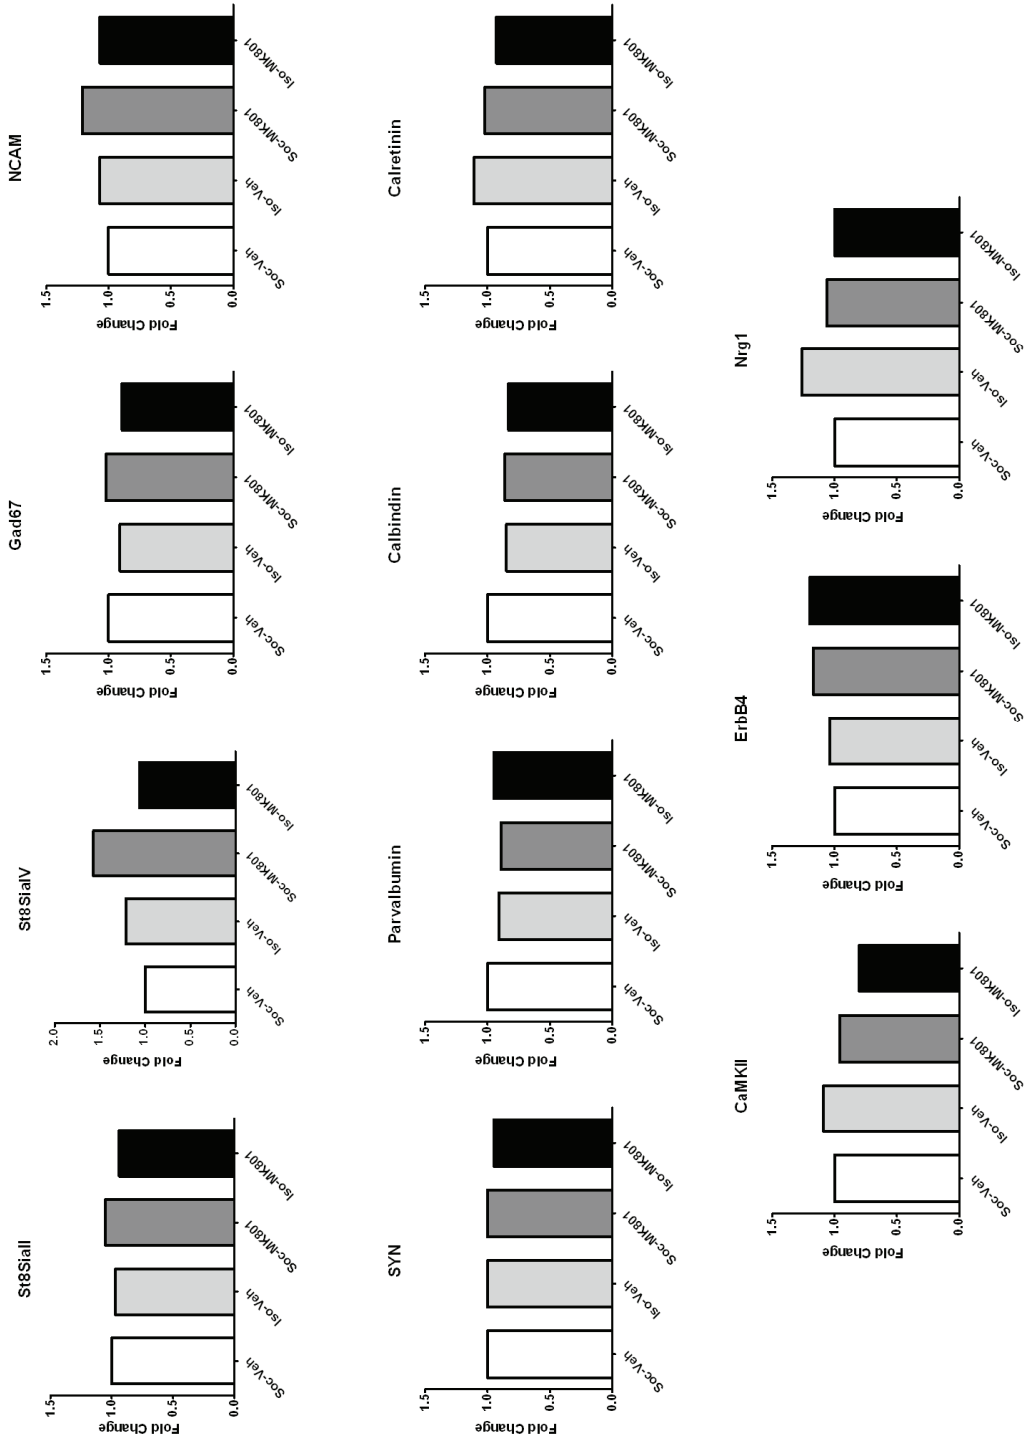 St8SiaII
Fold Change
1.5
1.0
0.5
0.0
Soc-Veh
Iso-Veh
Soc-MK801
Iso-MK801
St8SiaIV
Fold Change
2.0
1.5
1.0
0.5
0.0
Soc-Veh
Iso-Veh
Soc-MK801
Iso-MK801
Gad67
Fold Change
1.5
1.0
0.5
0.0
Soc-Veh
Iso-Veh
Soc-MK801
Iso-MK801
NCAM
Fold Change
1.5
1.0
0.5
0.0
Soc-Veh
Iso-Veh
Soc-MK801
Iso-MK801
SYN
Fold Change
1.5
1.0
0.5
0.0
Soc-Veh
Iso-Veh
Soc-MK801
Iso-MK801
Parvalbumin
Fold Change
1.5
1.0
0.5
0.0
Soc-Veh
Iso-Veh
Soc-MK801
Iso-MK801
Calbindin
Fold Change
1.5
1.0
0.5
0.0
Soc-Veh
Iso-Veh
Soc-MK801
Iso-MK801
Calretinin
Fold Change
1.5
1.0
0.5
0.0
Soc-Veh
Iso-Veh
Soc-MK801
Iso-MK801
CaMKII
Fold Change
1.5
1.0
0.5
0.0
Soc-Veh
Iso-Veh
Soc-MK801
Iso-MK801
ErbB4
Fold Change
1.5
1.0
0.5
0.0
Soc-Veh
Iso-Veh
Soc-MK801
Iso-MK801
Nrg1
Fold Change
1.5
1.0
0.5
0.0
Soc-Veh
Iso-Veh
Soc-MK801
Iso-MK801